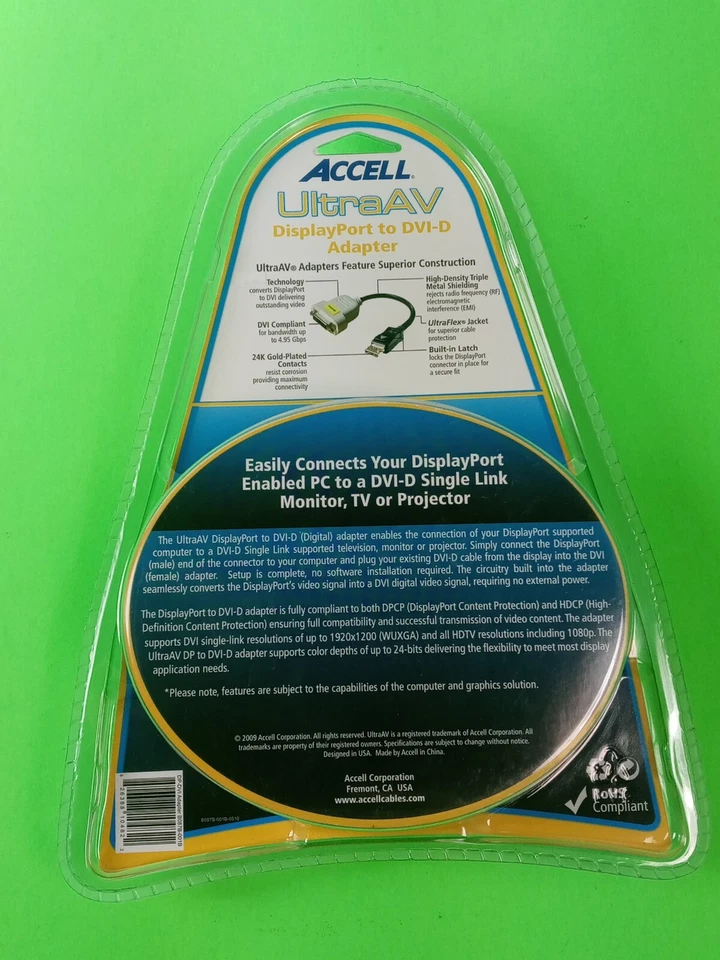 ACCELL®
UltraAV
DisplayPort to DVI-D
Adapter
UltraAV® Adapters Feature Superior Construction
Technology
converts DisplayPort
to DVI delivering
outstanding video
DVI Compliant
for bandwidth up
to 4.95 Gbps
24K Gold-Plated
Contacts
resist corrosion
providing maximum
connectivity
High-Density Triple
Metal Shielding
rejects radio frequency (RF)
electromagnetic
interference (EMI)
UltraFlex® Jacket
for superior cable
protection
Built-in Latch
locks the DisplayPort
connector in place for
a secure fit
Easily Connects Your DisplayPort
Enabled PC to a DVI-D Single Link
Monitor, TV or Projector
The UltraAV DisplayPort to DVI-D (Digital) adapter enables the connection of your DisplayPort supported
computer to a DVI-D Single Link supported television, monitor or projector. Simply connect the DisplayPort
(male) end of the connector to your computer and plug your existing DVI-D cable from the display into the DVI
(female) adapter. Setup is complete, no software installation required. The circuitry built into the adapter
seamlessly converts the DisplayPort's video signal into a DVI digital video signal, requiring no external power.
The DisplayPort to DVI-D adapter is fully compliant to both DPCP (DisplayPort Content Protection) and HDCP (High-
Definition Content Protection) ensuring full compatibility and successful transmission of video content. The adapter
supports DVI single-link resolutions of up to 1920x1200 (WUXGA) and all HDTV resolutions including 1080p. The
UltraAV DP to DVI-D adapter supports color depths of up to 24-bits delivering the flexibility to meet most display
application needs.
*Please note, features are subject to the capabilities of the computer and graphics solution.
© 2009 Accell Corporation. All rights reserved. UltraAV is a registered trademark of Accell Corporation. All
trademarks are property of their registered owners. Specifications are subject to change without notice.
Designed in USA. Made by Accell in China.
Accell Corporation
Fremont, CA USA
www.accellcables.com
RoHS
Compliant